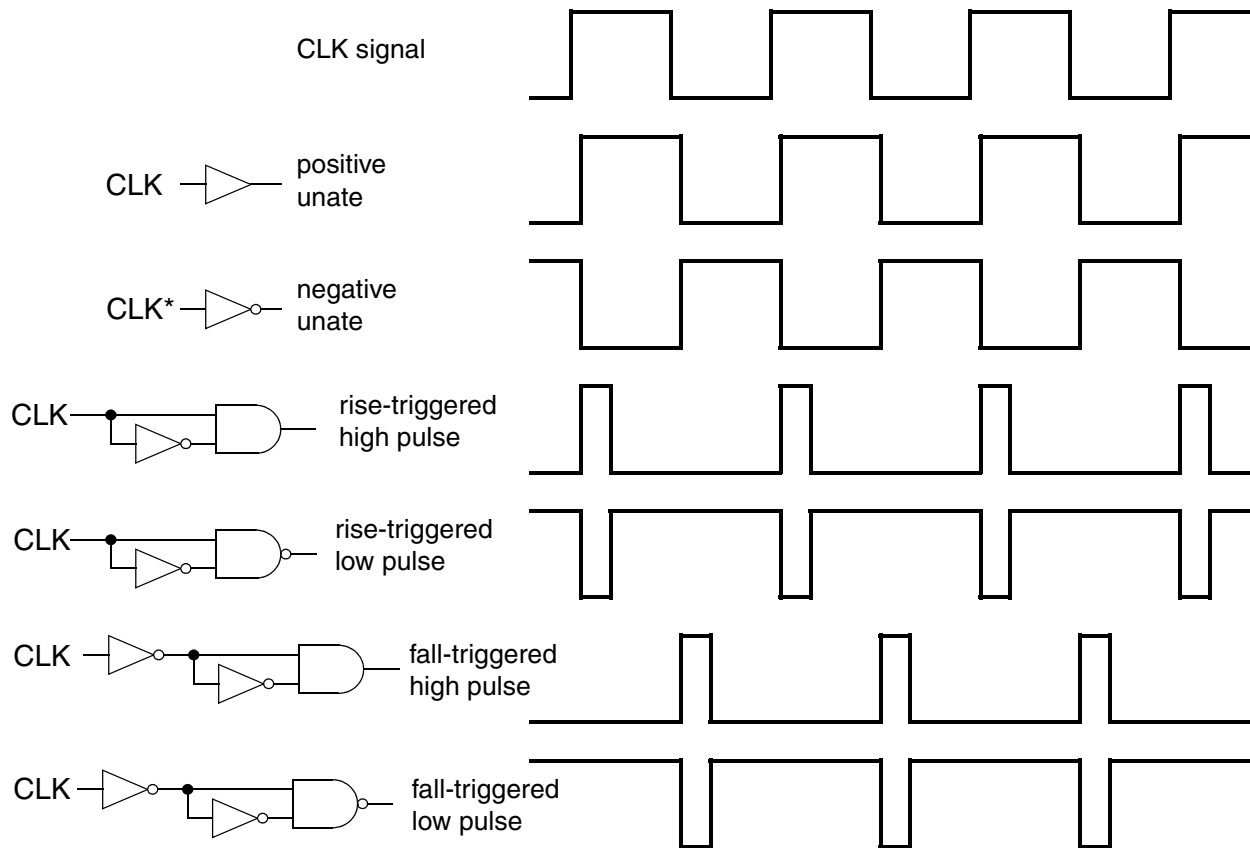 CLK signal
CLK
positive
unate
CLK*
negative
unate
CLK
rise-triggered
high pulse
CLK
rise-triggered
low pulse
CLK
fall-triggered
high pulse
CLK
fall-triggered
low pulse